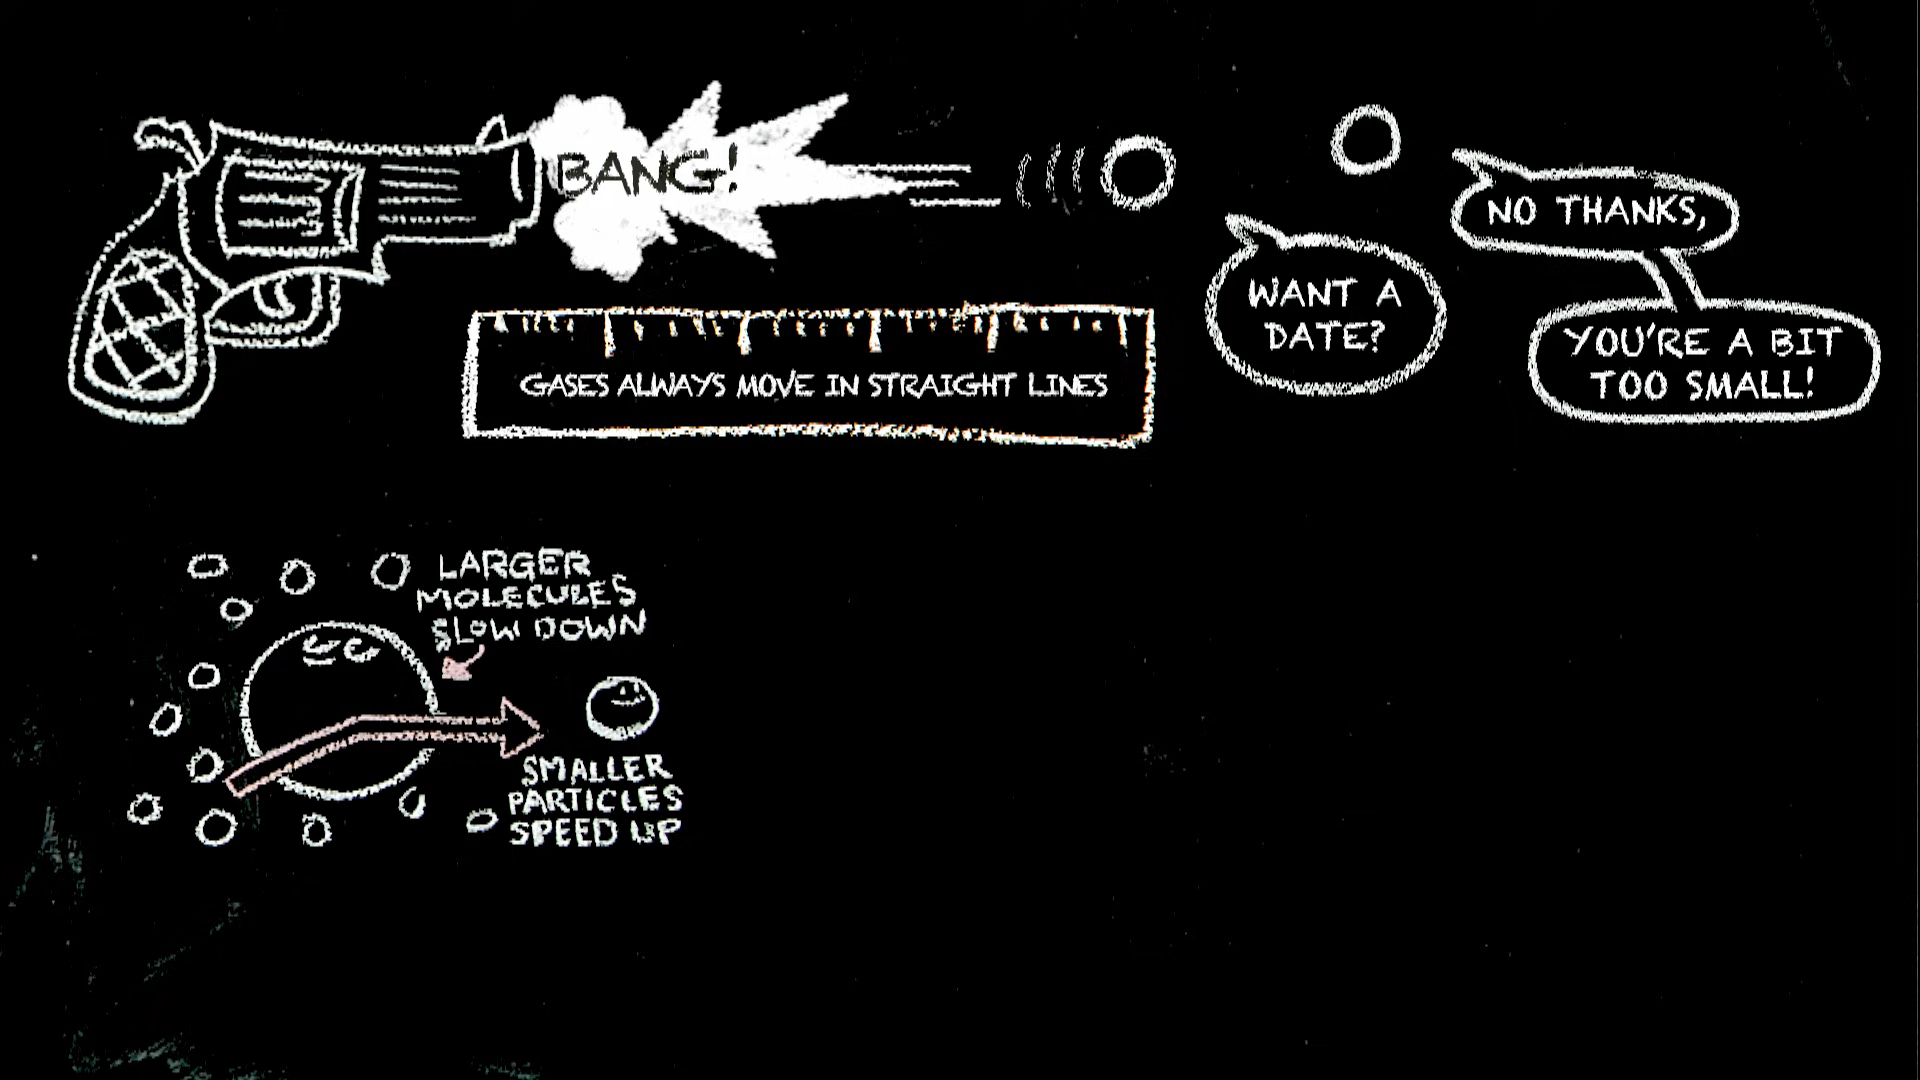 BANG!
NO THANKS,
WANT A
DATE?
YOU'RE A BIT
TOO SMALL!
GASES ALWAYS MOVE IN STRAIGHT LINES
LARGER
MOLECULES
SLOW DOWN
SMALLER
PARTICLES
SPEED UP